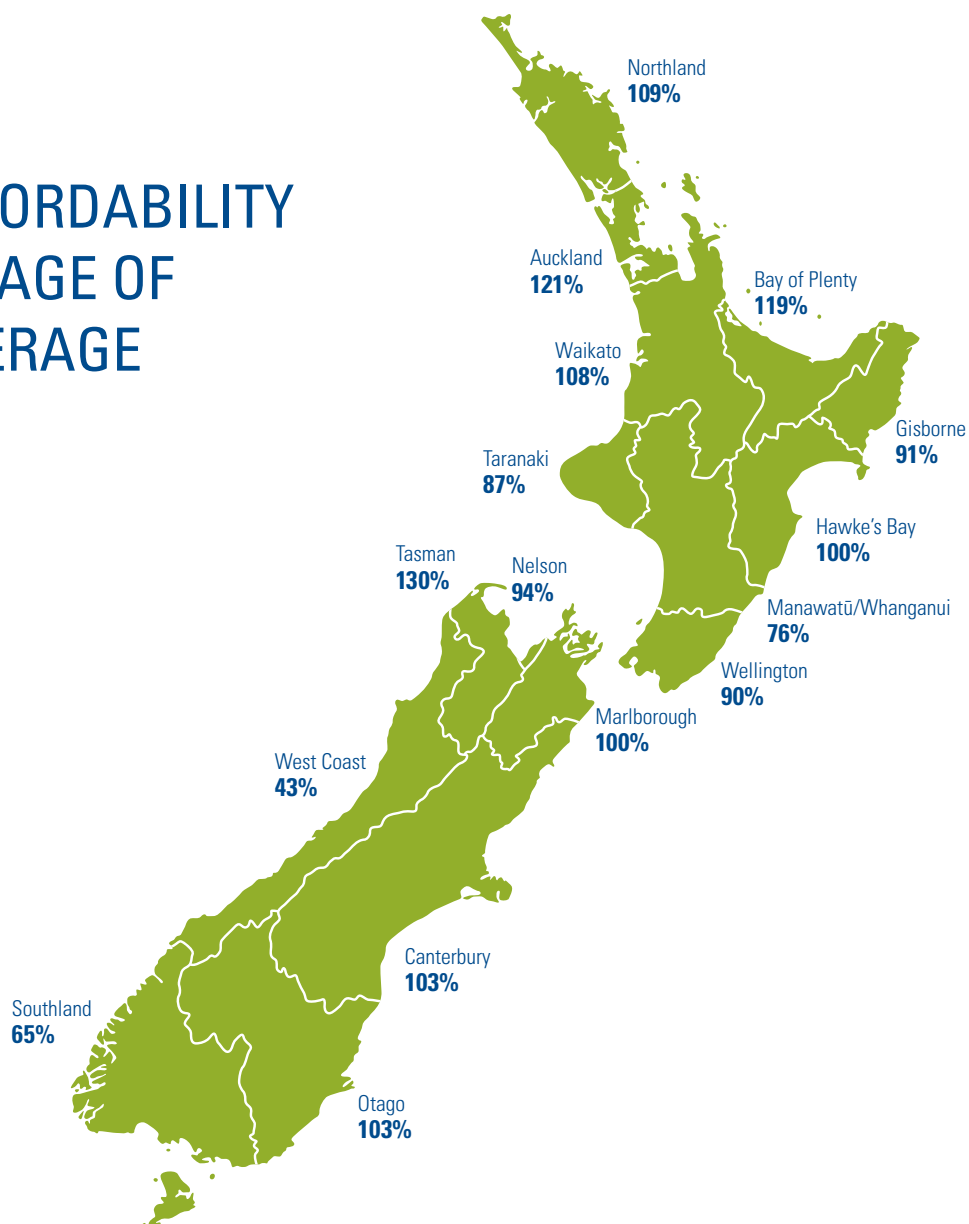 ORDABILITY
AGE OF
ERAGE
Northland
109%
Auckland
121%
Bay of Plenty
119%
Waikato
108%
Gisborne
91%
Taranaki
87%
Hawke's Bay
100%
Tasman
130%
Nelson
94%
Manawatū/Whanganui
76%
Wellington
90%
Marlborough
100%
West Coast
43%
Canterbury
103%
Southland
65%
Otago
103%